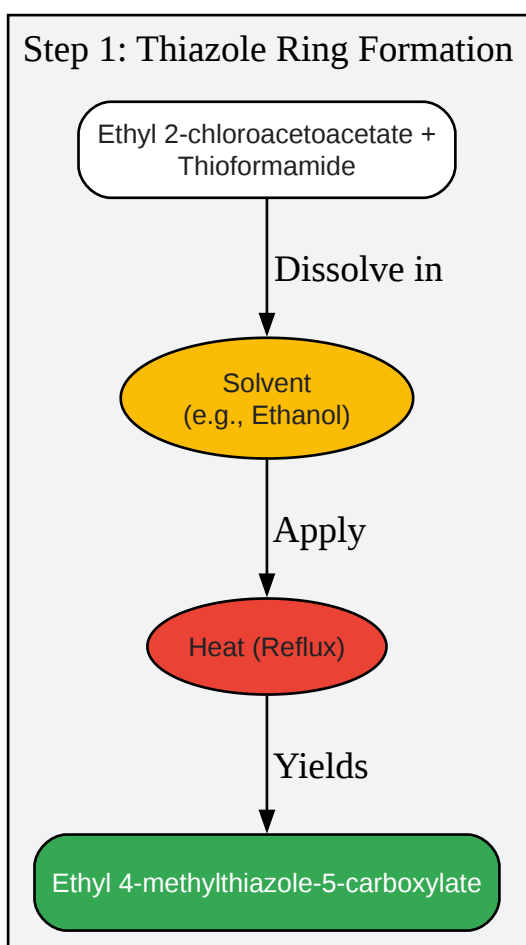 Step 1: Thiazole Ring Formation
Ethyl 2-chloroacetoacetate +
Thioformamide
Dissolve in
Solvent
(e.g., Ethanol)
Apply
Heat (Reflux)
Yields
Ethyl 4-methylthiazole-5-carboxylate